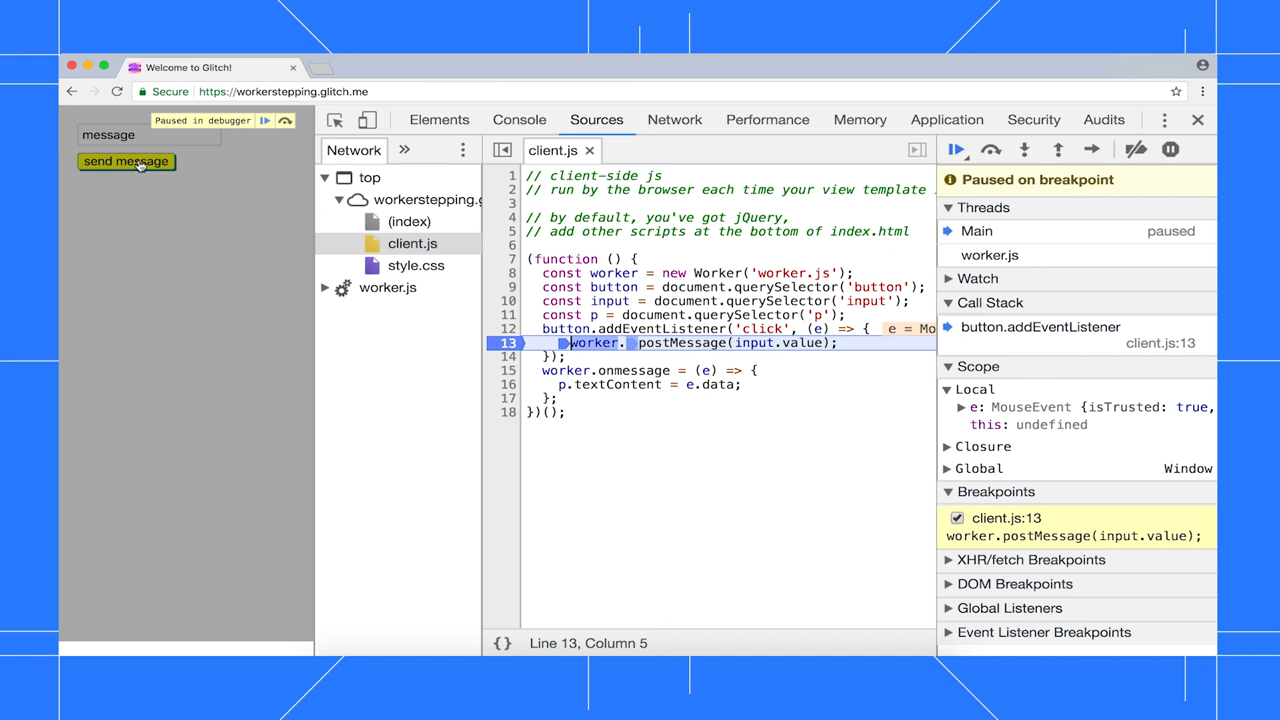 Welcome to Glitch!
Secure https://workerstepping.glitch.me
Paused in debugger
message
send message
Elements Console Sources Network Performance Memory Application Security Audits
Network
top
workerstepping.g
(index)
client.js
style.css
worker.js
client.js
1 // client-side js
2 // run by the browser each time your view template
3
4 // by default, you've got jQuery,
5 // add other scripts at the bottom of index.html
6
7 (function () {
8 const worker = new Worker('worker.js');
9 const button = document.querySelector('button');
10 const input = document.querySelector('input');
11 const p = document.querySelector('p');
12 button.addEventListener('click', (e) => { e = Mo
13 worker.postMessage(input.value);
14 });
15 worker.onmessage = (e) => {
16 p.textContent = e.data;
17 };
18 })();
{} Line 13, Column 5
Paused on breakpoint
Threads
Main paused
worker.js
Watch
Call Stack
button.addEventListener
client.js:13
Scope
Local
e: MouseEvent {isTrusted: true,
this: undefined
Closure
Global Window
Breakpoints
client.js:13
worker.postMessage(input.value);
XHR/fetch Breakpoints
DOM Breakpoints
Global Listeners
Event Listener Breakpoints